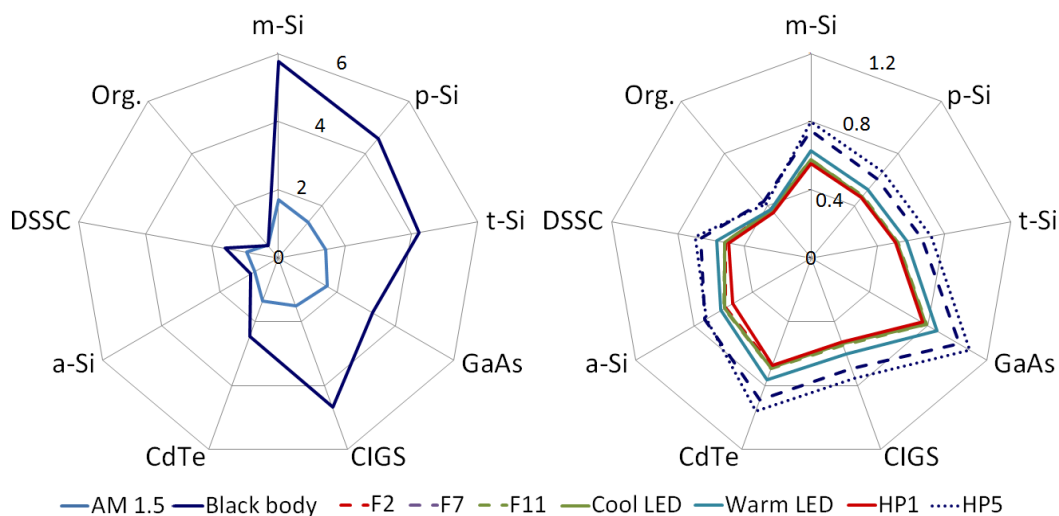 m-Si
6
p-Si
4
t-Si
2
0
GaAs
CIGS
CdTe
a-Si
DSSC
Org.
m-Si
1.2
p-Si
0.8
t-Si
0.4
0
GaAs
CIGS
CdTe
a-Si
DSSC
Org.
AM 1.5 Black body F2 F7 F11 Cool LED Warm LED HP1 HP5